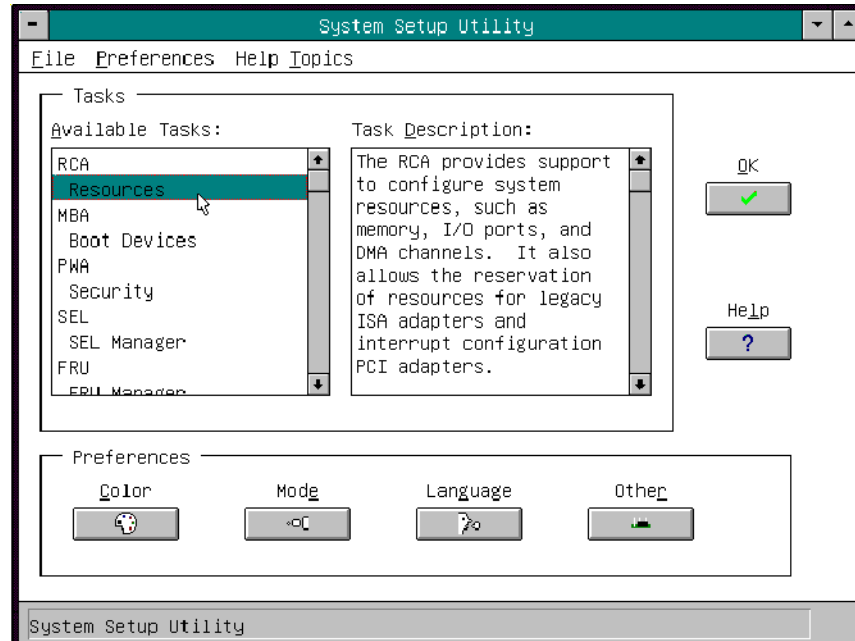 System Setup Utility
File Preferences Help Topics
Tasks
Available Tasks:
RCA
Resources
MBA
Boot Devices
PWA
Security
SEL
SEL Manager
FRU
FRU Manager
Task Description:
The RCA provides support
to configure system
resources, such as
memory, I/O ports, and
DMA channels. It also
allows the reservation
of resources for legacy
ISA adapters and
interrupt configuration
PCI adapters.
OK
Help
?
Preferences
Color
Mode
Language
Other
System Setup Utility